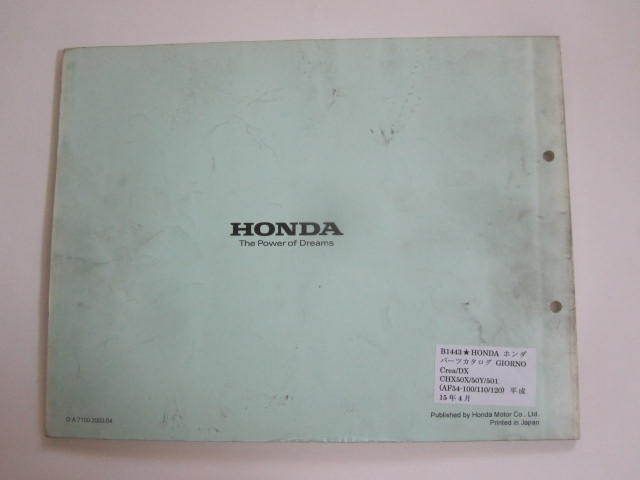 HONDA
The Power of Dreams
B1443★HONDA ホンダ
パーツカタログ GIORNO
Crea/DX
CHX50X/50Y/501
(AF54-100/110/120) 平成
15年4月
Published by Honda Motor Co., Ltd.
Printed in Japan